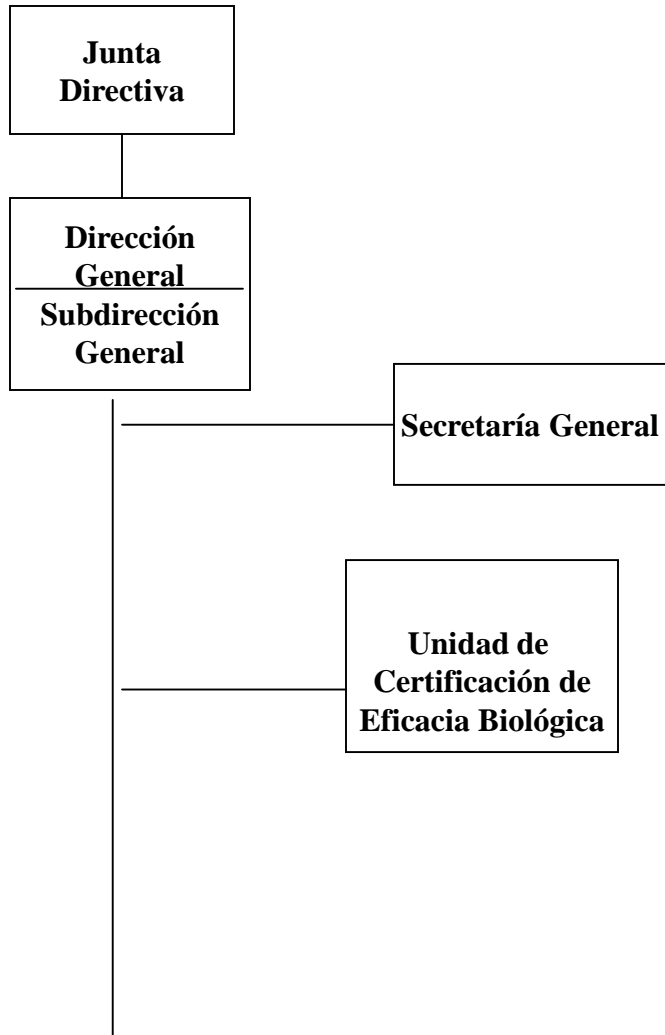 Junta
Directiva
Dirección
General
Subdirección
General
Secretaría General
Unidad de
Certificación de
Eficacia Biológica